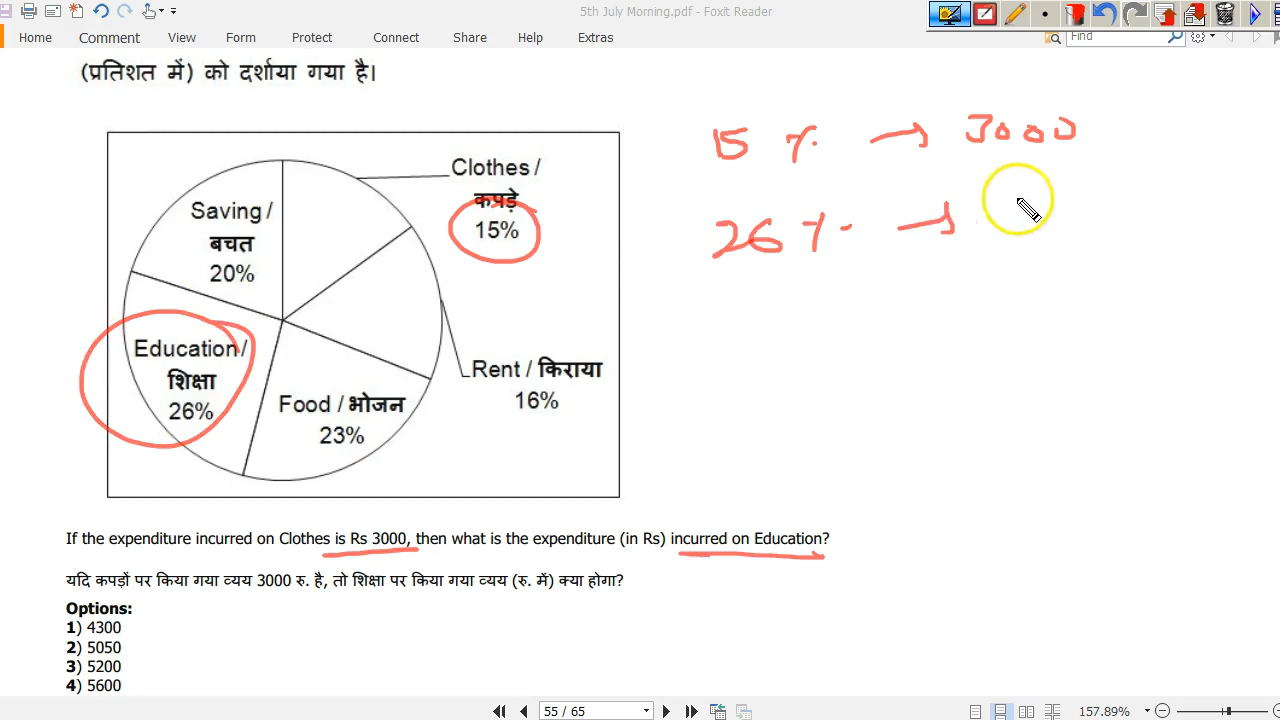 5th July Morning.pdf - Foxit Reader
Home Comment View Form Protect Connect Share Help Extras
Find
(प्रतिशत में) को दर्शाया गया है।
Clothes /
कपड़े
15%
15 % → 3000
Saving /
बचत
20%
26 % →
Education /
शिक्षा
26%
Rent / किराया
16%
Food / भोजन
23%
If the expenditure incurred on Clothes is Rs 3000, then what is the expenditure (in Rs) incurred on Education?
यदि कपड़ों पर किया गया व्यय 3000 रु. है, तो शिक्षा पर किया गया व्यय (रु. में) क्या होगा?
Options:
1) 4300
2) 5050
3) 5200
4) 5600
55 / 65
157.89%